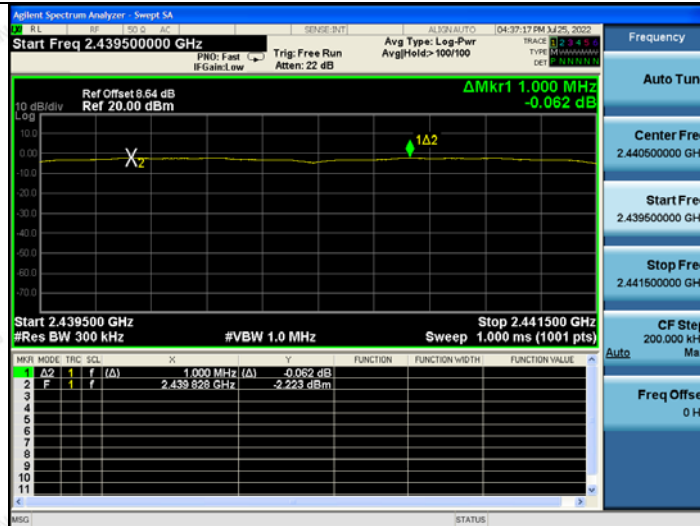 Agilent Spectrum Analyzer - Swept SA
RL RF 50 Ω AC SENSE:INT ALIGN AUTO 04:37:17 PM Jul 25, 2022
Start Freq 2.439500000 GHz
PNO: Fast
IFGain:Low
Trig: Free Run
Atten: 22 dB
Avg Type: Log-Pwr
Avg|Hold:>100/100
TRACE 1 2 3 4 5 6
TYPE M
DET P N N N N N
Ref Offset 8.64 dB
Ref 20.00 dBm
10 dB/div
Log
ΔMkr1 1.000 MHz
-0.062 dB
10.0
0.00
-10.0
-20.0
-30.0
-40.0
-50.0
-60.0
-70.0
X2
1Δ2
Start 2.439500 GHz Stop 2.441500 GHz
#Res BW 300 kHz #VBW 1.0 MHz Sweep 1.000 ms (1001 pts)
MKR MODE TRC SCL X Y FUNCTION FUNCTION WIDTH FUNCTION VALUE
1 Δ2 1 f (Δ) 1.000 MHz (Δ) -0.062 dB
2 F 1 f 2.439 828 GHz -2.223 dBm
3
4
5
6
7
8
9
10
11
MSG STATUS
Frequency
Auto Tun
Center Fre
2.440500000 GH
Start Fre
2.439500000 GH
Stop Fre
2.441500000 GH
CF Step
200.000 kH
Auto Ma
Freq Offse
0 H